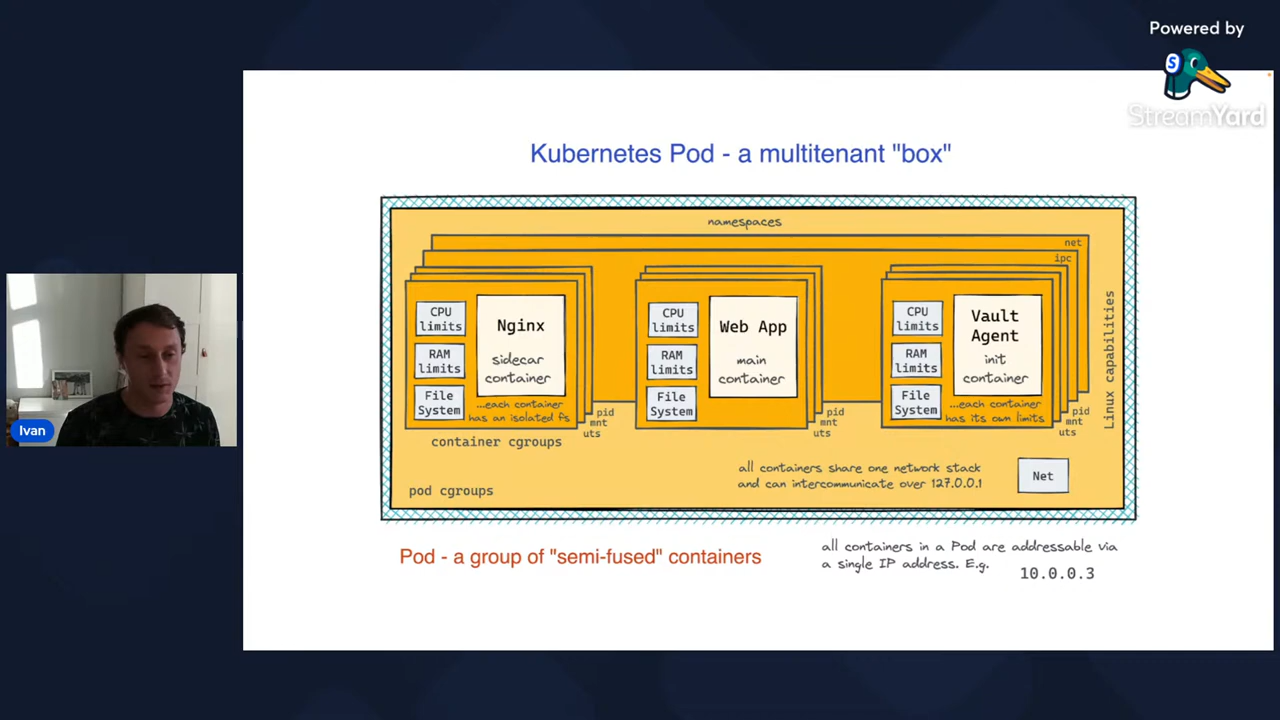 Powered by
S
StreamYard
Kubernetes Pod - a multitenant "box"
namespaces
net
ipc
CPU
limits
RAM
limits
File
System
Nginx
sidecar
container
...each container
has an isolated fs
pid
mnt
uts
container cgroups
CPU
limits
RAM
limits
File
System
Web App
main
container
pid
mnt
uts
CPU
limits
RAM
limits
File
System
Vault
Agent
init
container
...each container
has its own limits
pid
mnt
uts
Linux capabilities
all containers share one network stack
and can intercommunicate over 127.0.0.1
Net
pod cgroups
Pod - a group of "semi-fused" containers
all containers in a Pod are addressable via
a single IP address. E.g.
10.0.0.3
Ivan